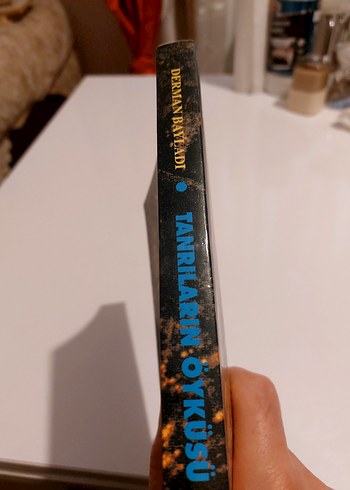 DERMAN BAYLADI
TANRILARIN ÖYKÜSÜ